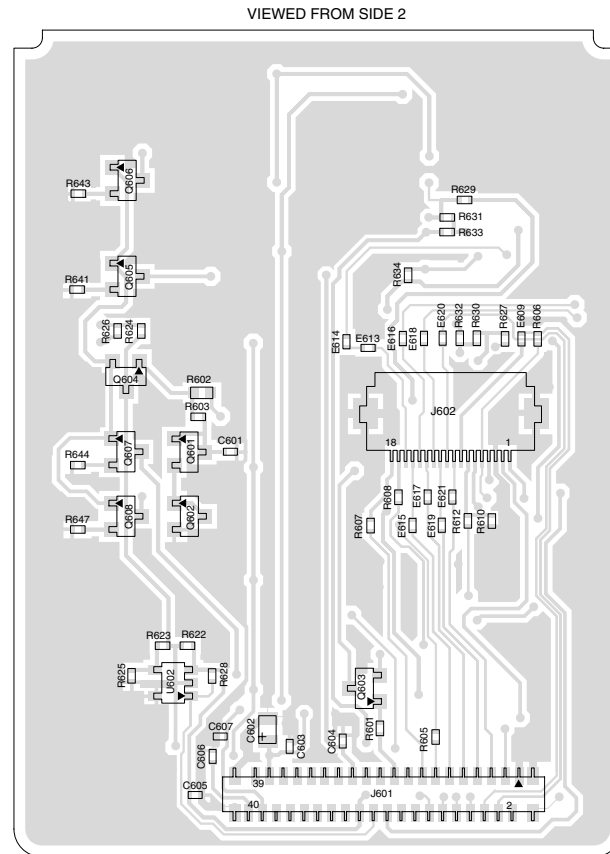 VIEWED FROM SIDE 2
R643
Q606
R629
R631
R633
R641
Q605
R634
R626
R624
E614
E613
E616
E618
E620
R632
R630
R627
E609
R606
Q604
R602
J602
R603
18
1
R644
Q607
Q601
C601
R647
Q608
Q602
R608
E617
E621
R607
E615
E619
R612
R610
R623
R622
R625
U602
R628
Q603
C607
C602
+
C603
C604
R601
R605
C606
C605
39
40
J601
2